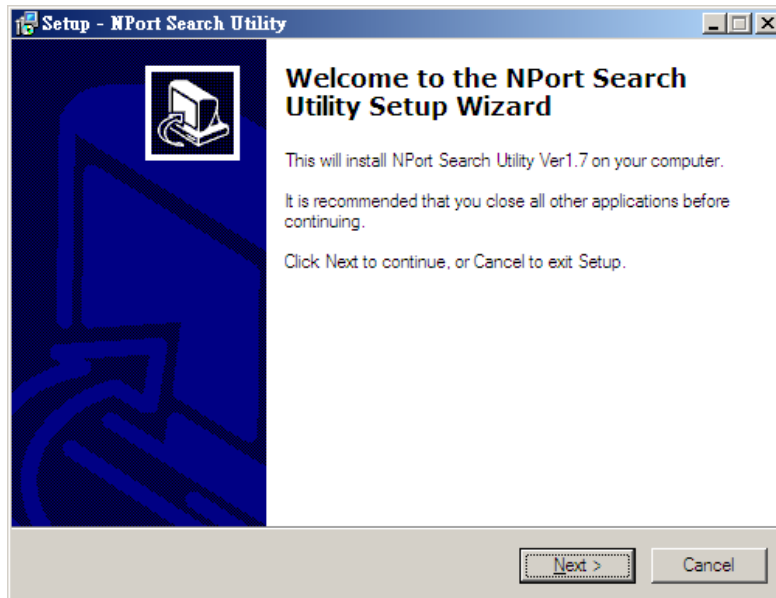 Setup - NPort Search Utility
Welcome to the NPort Search
Utility Setup Wizard
This will install NPort Search Utility Ver1.7 on your computer.
It is recommended that you close all other applications before
continuing.
Click Next to continue, or Cancel to exit Setup.
Next >
Cancel